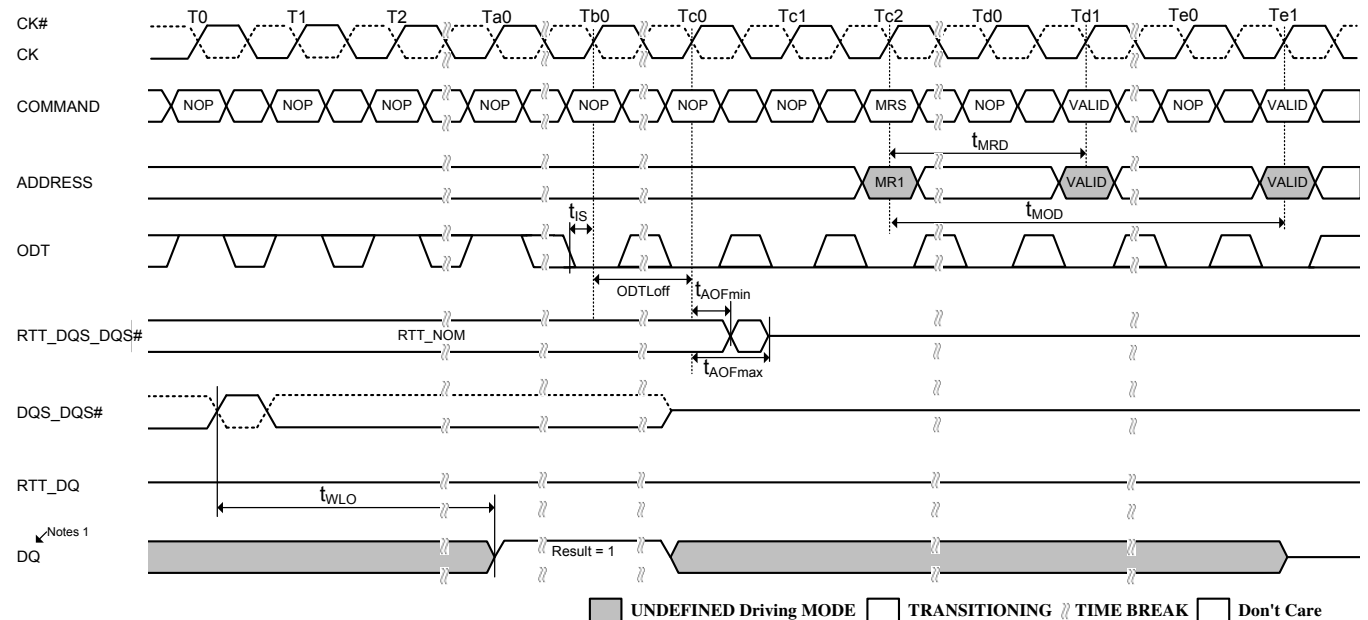 T0 T1 T2 Ta0 Tb0 Tc0 Tc1 Tc2 Td0 Td1 Te0 Te1
CK#
CK
COMMAND NOP NOP NOP NOP NOP NOP NOP MRS NOP VALID NOP VALID
tMRD
ADDRESS MR1 VALID VALID
tIS tMOD
ODT
ODTLoff tAOFmin
RTT_DQS_DQS# RTT_NOM
tAOFmax
DQS_DQS#
RTT_DQ
tWLO
Notes 1
DQ Result = 1
UNDEFINED Driving MODE TRANSITIONING TIME BREAK Don't Care